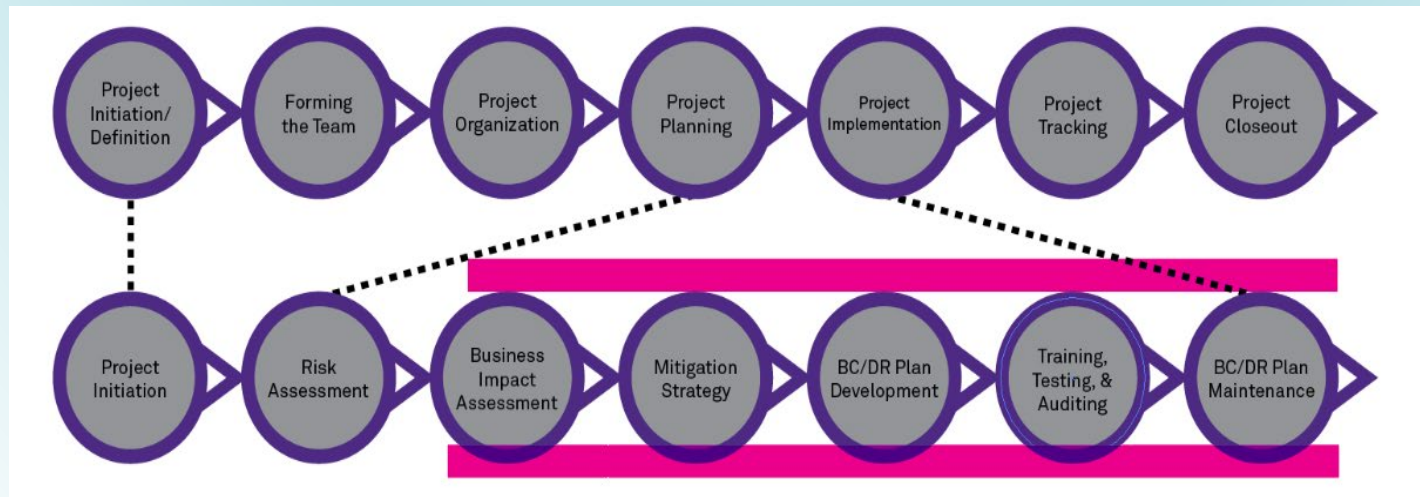 Project
Initiation/
Definition
Forming
the Team
Project
Organization
Project
Planning
Project
Implementation
Project
Tracking
Project
Closeout
Project
Initiation
Risk
Assessment
Business
Impact
Assessment
Mitigation
Strategy
BC/DR Plan
Development
Training,
Testing, &
Auditing
BC/DR Plan
Maintenance